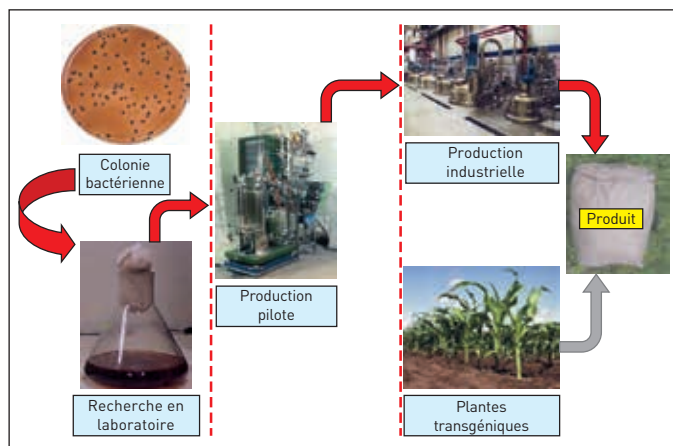 Colonie
bactérienne
Recherche en
laboratoire
Production
pilote
Production
industrielle
Plantes
transgéniques
Produit